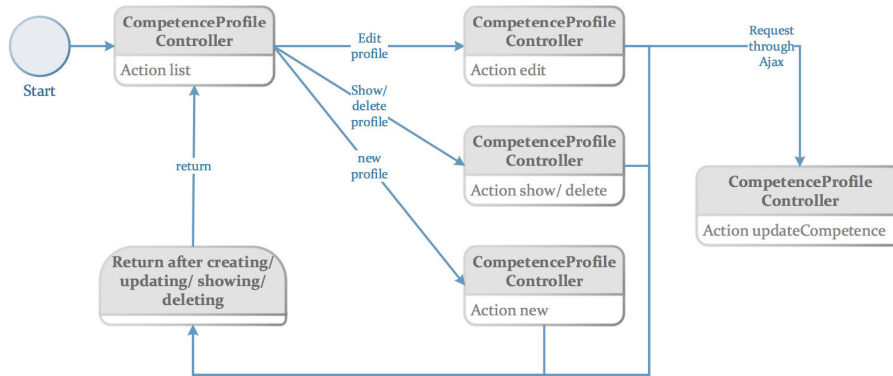 Start
CompetenceProfile
Controller
Action list
Edit
profile
Show/
delete
profile
new
profile
CompetenceProfile
Controller
Action edit
Request
through
Ajax
CompetenceProfile
Controller
Action show/ delete
CompetenceProfile
Controller
Action updateCompetence
return
Return after creating/
updating/ showing/
deleting
CompetenceProfile
Controller
Action new